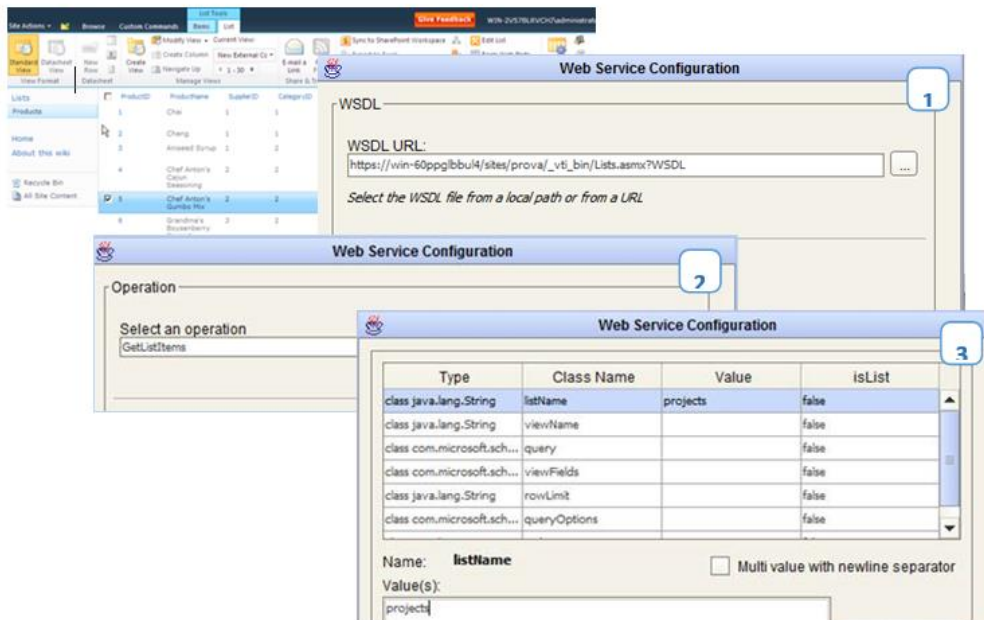 List Tools
Site Actions
Browse
Custom Commands
Items
List
Give Feedback
Standard View
Datasheet View
New Row
Create View
Modify View
Create Column
Navigate Up
Current View:
1 - 30
E-mail a Link
Sync to SharePoint Workspace
Edit List
View Format
Datasheet
Manage Views
Lists
Products
Home
About this wiki
Recycle Bin
All Site Content
ProductID ProductName SupplierID CategoryID
1 Chai 1 1
2 Chang 1 1
3 Aniseed Syrup 1 2
4 Chef Anton's Cajun Seasoning 2 2
5 Chef Anton's Gumbo Mix 2 2
6 Grandma's Boysenberry 3 2
Web Service Configuration
1
WSDL
WSDL URL:
https://win-60ppglbbul4/sites/prova/_vti_bin/Lists.asmx?WSDL
...
Select the WSDL file from a local path or from a URL
Web Service Configuration
2
Operation
Select an operation
GetListItems
Web Service Configuration
3
Type Class Name Value isList
class java.lang.String listName projects false
class java.lang.String viewName false
class com.microsoft.sch... query false
class com.microsoft.sch... viewFields false
class java.lang.String rowLimit false
class com.microsoft.sch... queryOptions false
Name: listName
Multi value with newline separator
Value(s):
projects